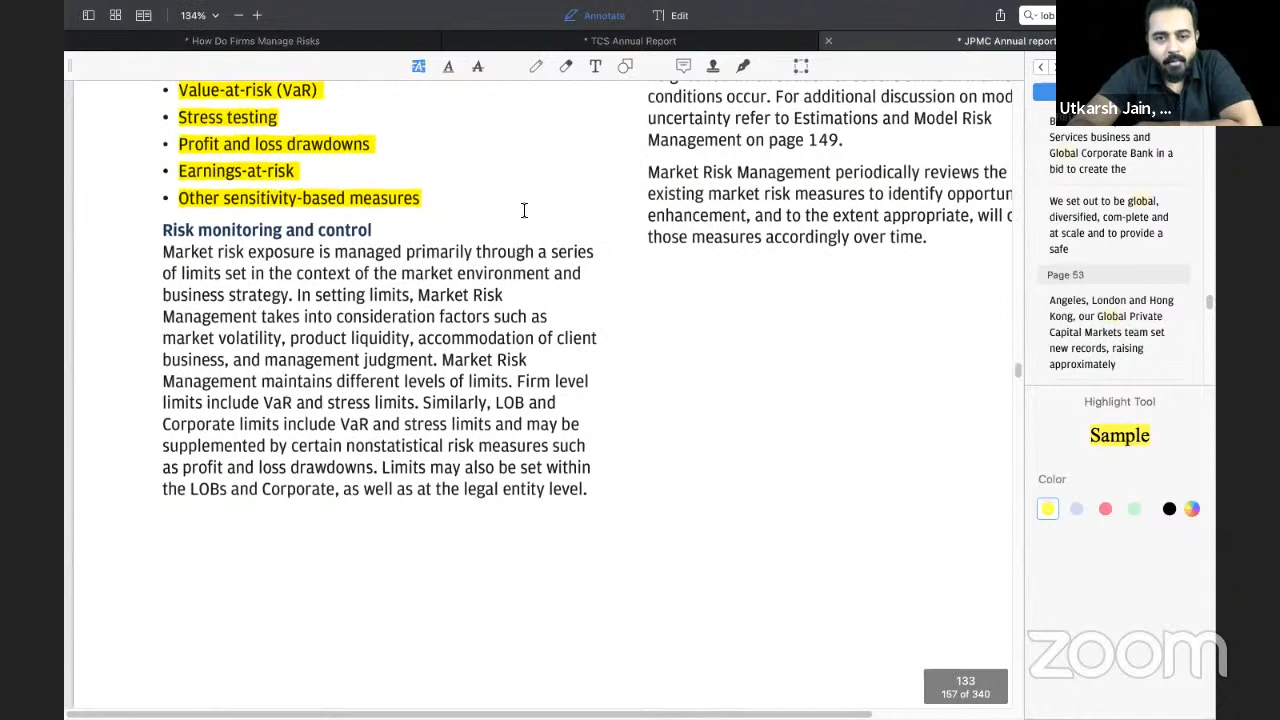 134%
Annotate
Edit
lob
* How Do Firms Manage Risks
* TCS Annual Report
* JPMC Annual report
• Value-at-risk (VaR)
• Stress testing
• Profit and loss drawdowns
• Earnings-at-risk
• Other sensitivity-based measures
Risk monitoring and control
Market risk exposure is managed primarily through a series
of limits set in the context of the market environment and
business strategy. In setting limits, Market Risk
Management takes into consideration factors such as
market volatility, product liquidity, accommodation of client
business, and management judgment. Market Risk
Management maintains different levels of limits. Firm level
limits include VaR and stress limits. Similarly, LOB and
Corporate limits include VaR and stress limits and may be
supplemented by certain nonstatistical risk measures such
as profit and loss drawdowns. Limits may also be set within
the LOBs and Corporate, as well as at the legal entity level.
conditions occur. For additional discussion on mod
uncertainty refer to Estimations and Model Risk
Management on page 149.
Market Risk Management periodically reviews the
existing market risk measures to identify opportun
enhancement, and to the extent appropriate, will
those measures accordingly over time.
133
157 of 340
Utkarsh Jain, ...
Services business and
Global Corporate Bank in a
bid to create the
We set out to be global,
diversified, com-plete and
at scale and to provide a
safe
Page 53
Angeles, London and Hong
Kong, our Global Private
Capital Markets team set
new records, raising
approximately
Highlight Tool
Sample
Color
zoom